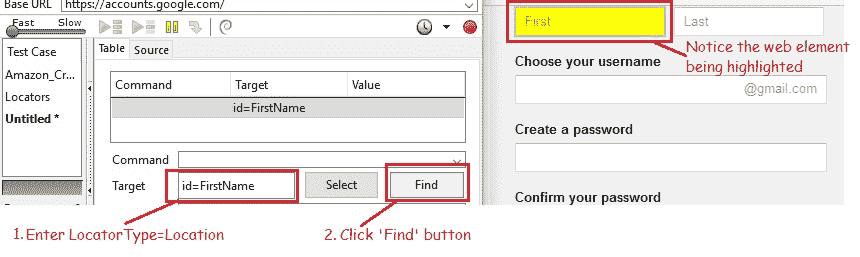 Base URL https://accounts.google.com/
Fast Slow
Test Case
Amazon_Cr...
Locators
Untitled *
Table Source
Command Target Value
id=FirstName
Command
Target id=FirstName Select Find
1. Enter LocatorType=Location
2. Click 'Find' button
First Last
Notice the web element
being highlighted
Choose your username
@gmail.com
Create a password
Confirm your password